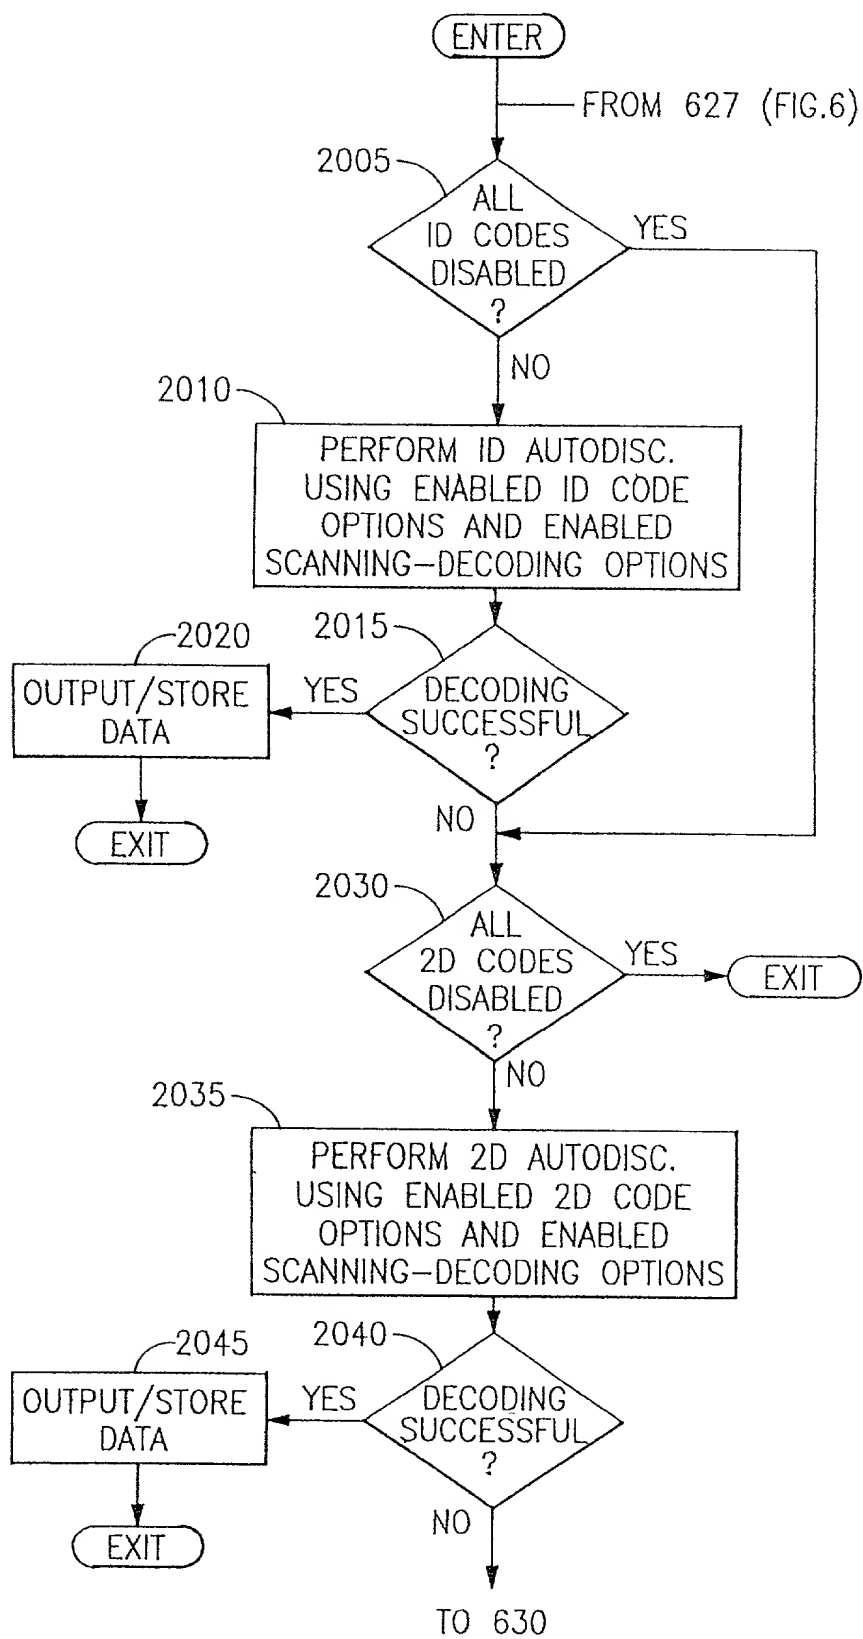 ENTER
FROM 627 (FIG.6)
2005
ALL
ID CODES
DISABLED
?
YES
NO
2010
PERFORM ID AUTODISC.
USING ENABLED ID CODE
OPTIONS AND ENABLED
SCANNING-DECODING OPTIONS
2015
DECODING
SUCCESSFUL
?
YES
2020
OUTPUT/STORE
DATA
EXIT
NO
2030
ALL
2D CODES
DISABLED
?
YES
EXIT
NO
2035
PERFORM 2D AUTODISC.
USING ENABLED 2D CODE
OPTIONS AND ENABLED
SCANNING-DECODING OPTIONS
2040
DECODING
SUCCESSFUL
?
YES
2045
OUTPUT/STORE
DATA
EXIT
NO
TO 630